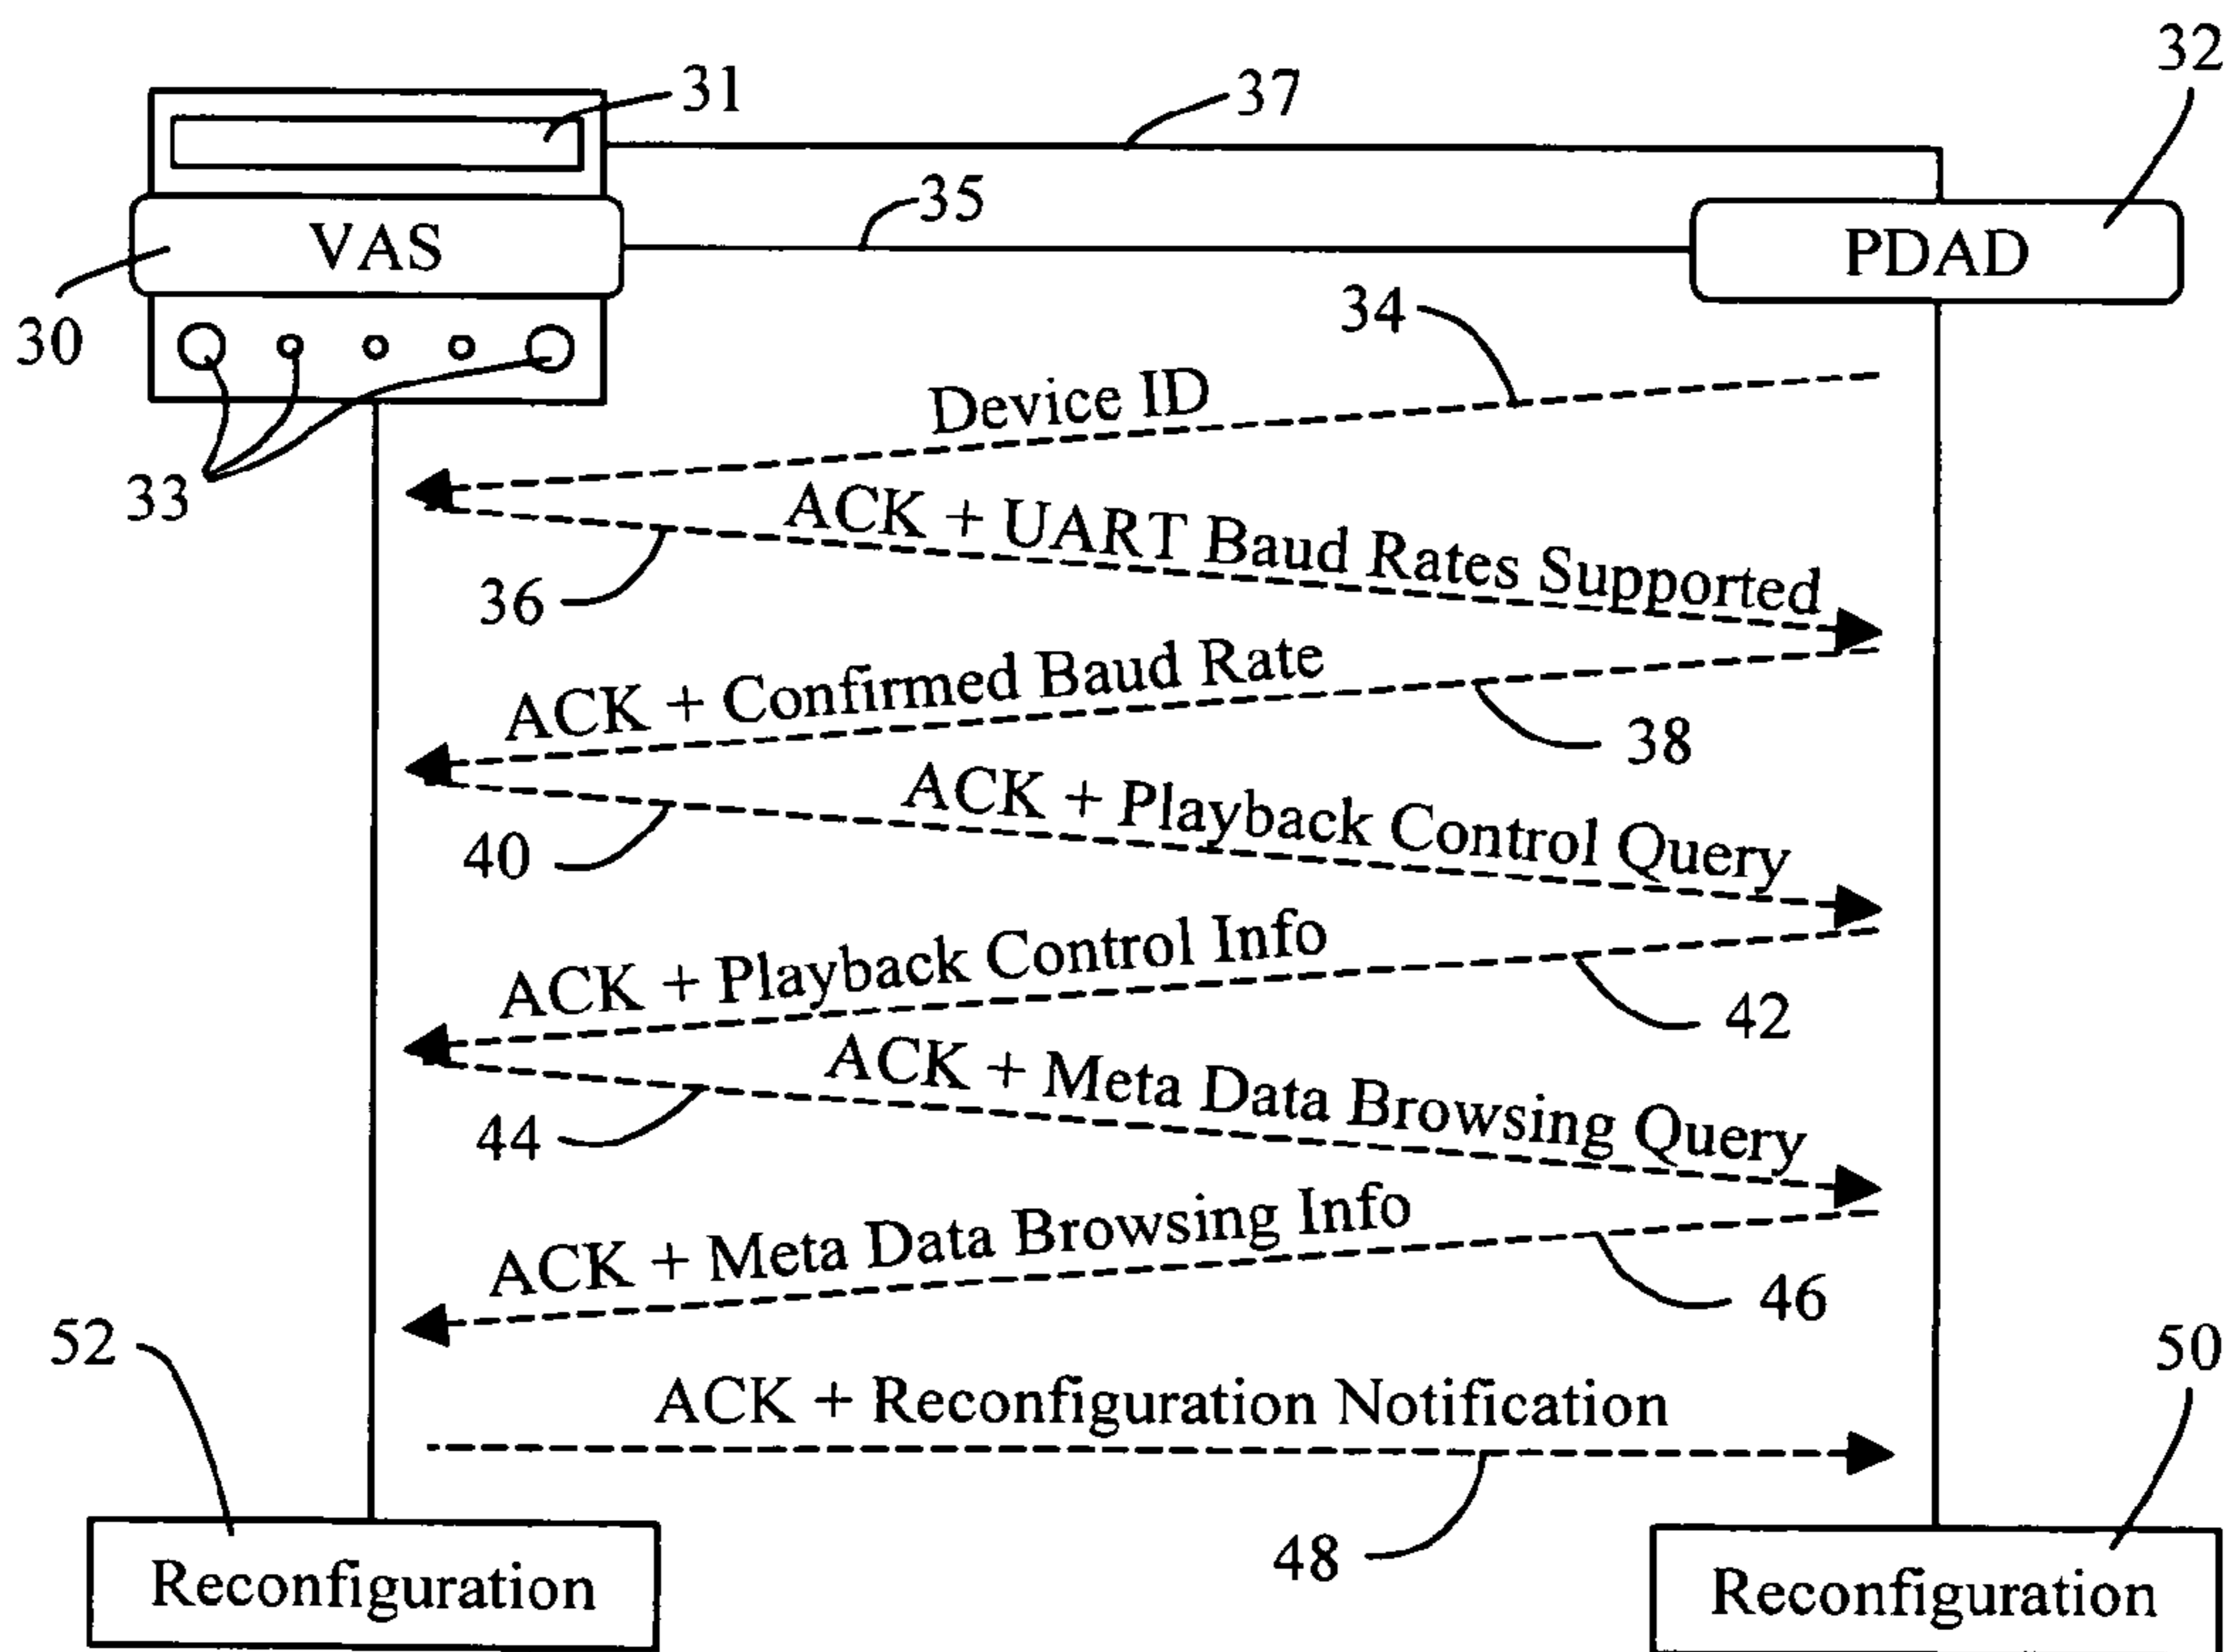 32
31
37
35
VAS
PDAD
30
34
Device ID
33
ACK + UART Baud Rates Supported
36
ACK + Confirmed Baud Rate
38
ACK + Playback Control Query
40
ACK + Playback Control Info
42
ACK + Meta Data Browsing Query
44
ACK + Meta Data Browsing Info
46
52
50
ACK + Reconfiguration Notification
48
Reconfiguration
Reconfiguration